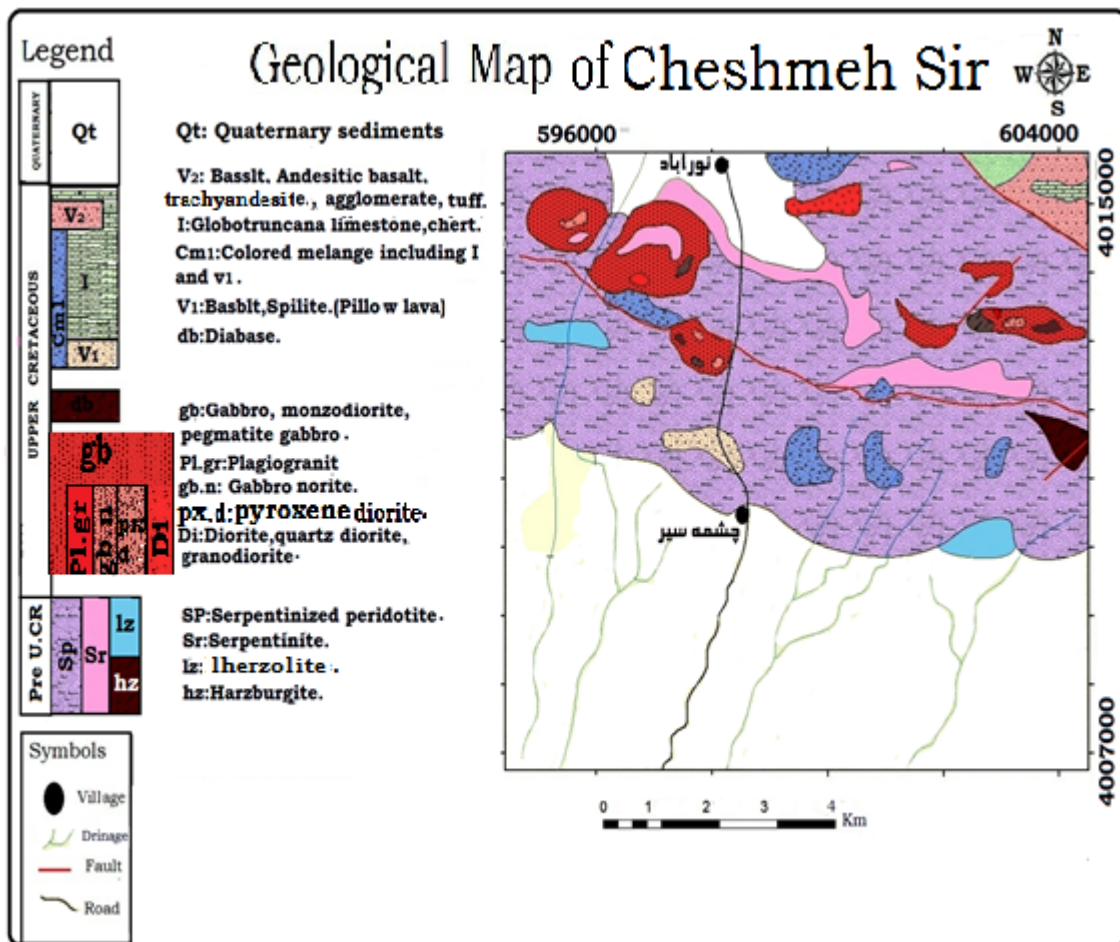 Legend
Geological Map of Cheshmeh Sir
N
W E
S
QUATERNARY
Qt
UPPER CRETACEOUS
V2
I
cm1
V1
db
gb
Pl.gr
gb.n
Di
Pre U.CR
Sp
Sr
lz
hz
Qt: Quaternary sediments
V2: Basslt, Andesitic basalt,
trachyandesite., agglomerate, tuff.
I:Globotruncana limestone,chert.
Cm1:Colored melange including I
and v1.
V1:Basblt,Spilite.(Pillow lava)
db:Diabase.
gb:Gabbro, monzodiorite,
pegmatite gabbro.
Pl.gr:Plagiogranit
gb.n: Gabbro norite.
px.d:pyroxene diorite.
Di:Diorite,quartz diorite,
granodiorite.
SP:Serpentinized peridotite.
Sr:Serpentinite.
lz: lherzolite.
hz:Harzburgite.
Symbols
Village
Drinage
Fault
Road
596000
604000
4015000
4007000
نورآباد
چشمه سیر
0 1 2 3 4
Km